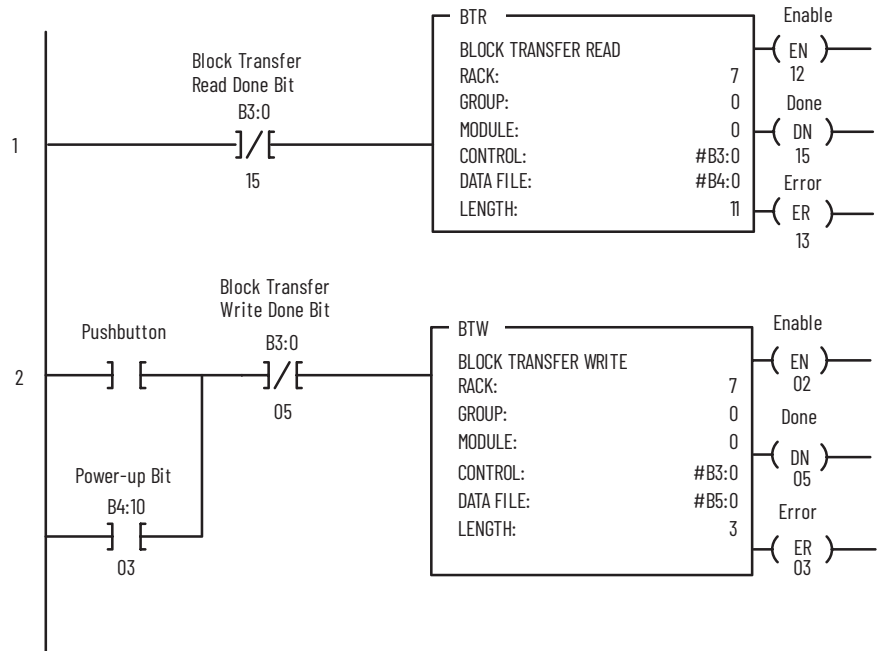 BTR
Enable
BLOCK TRANSFER READ
EN
12
RACK: 7
GROUP: 0
Done
MODULE: 0
DN
15
CONTROL: #B3:0
DATA FILE: #B4:0
Error
LENGTH: 11
ER
13
Block Transfer
Read Done Bit
B3:0
1
15
Block Transfer
Write Done Bit
B3:0
Pushbutton
2
05
Power-up Bit
B4:10
03
BTW
Enable
BLOCK TRANSFER WRITE
EN
02
RACK: 7
GROUP: 0
Done
MODULE: 0
DN
05
CONTROL: #B3:0
DATA FILE: #B5:0
Error
LENGTH: 3
ER
03